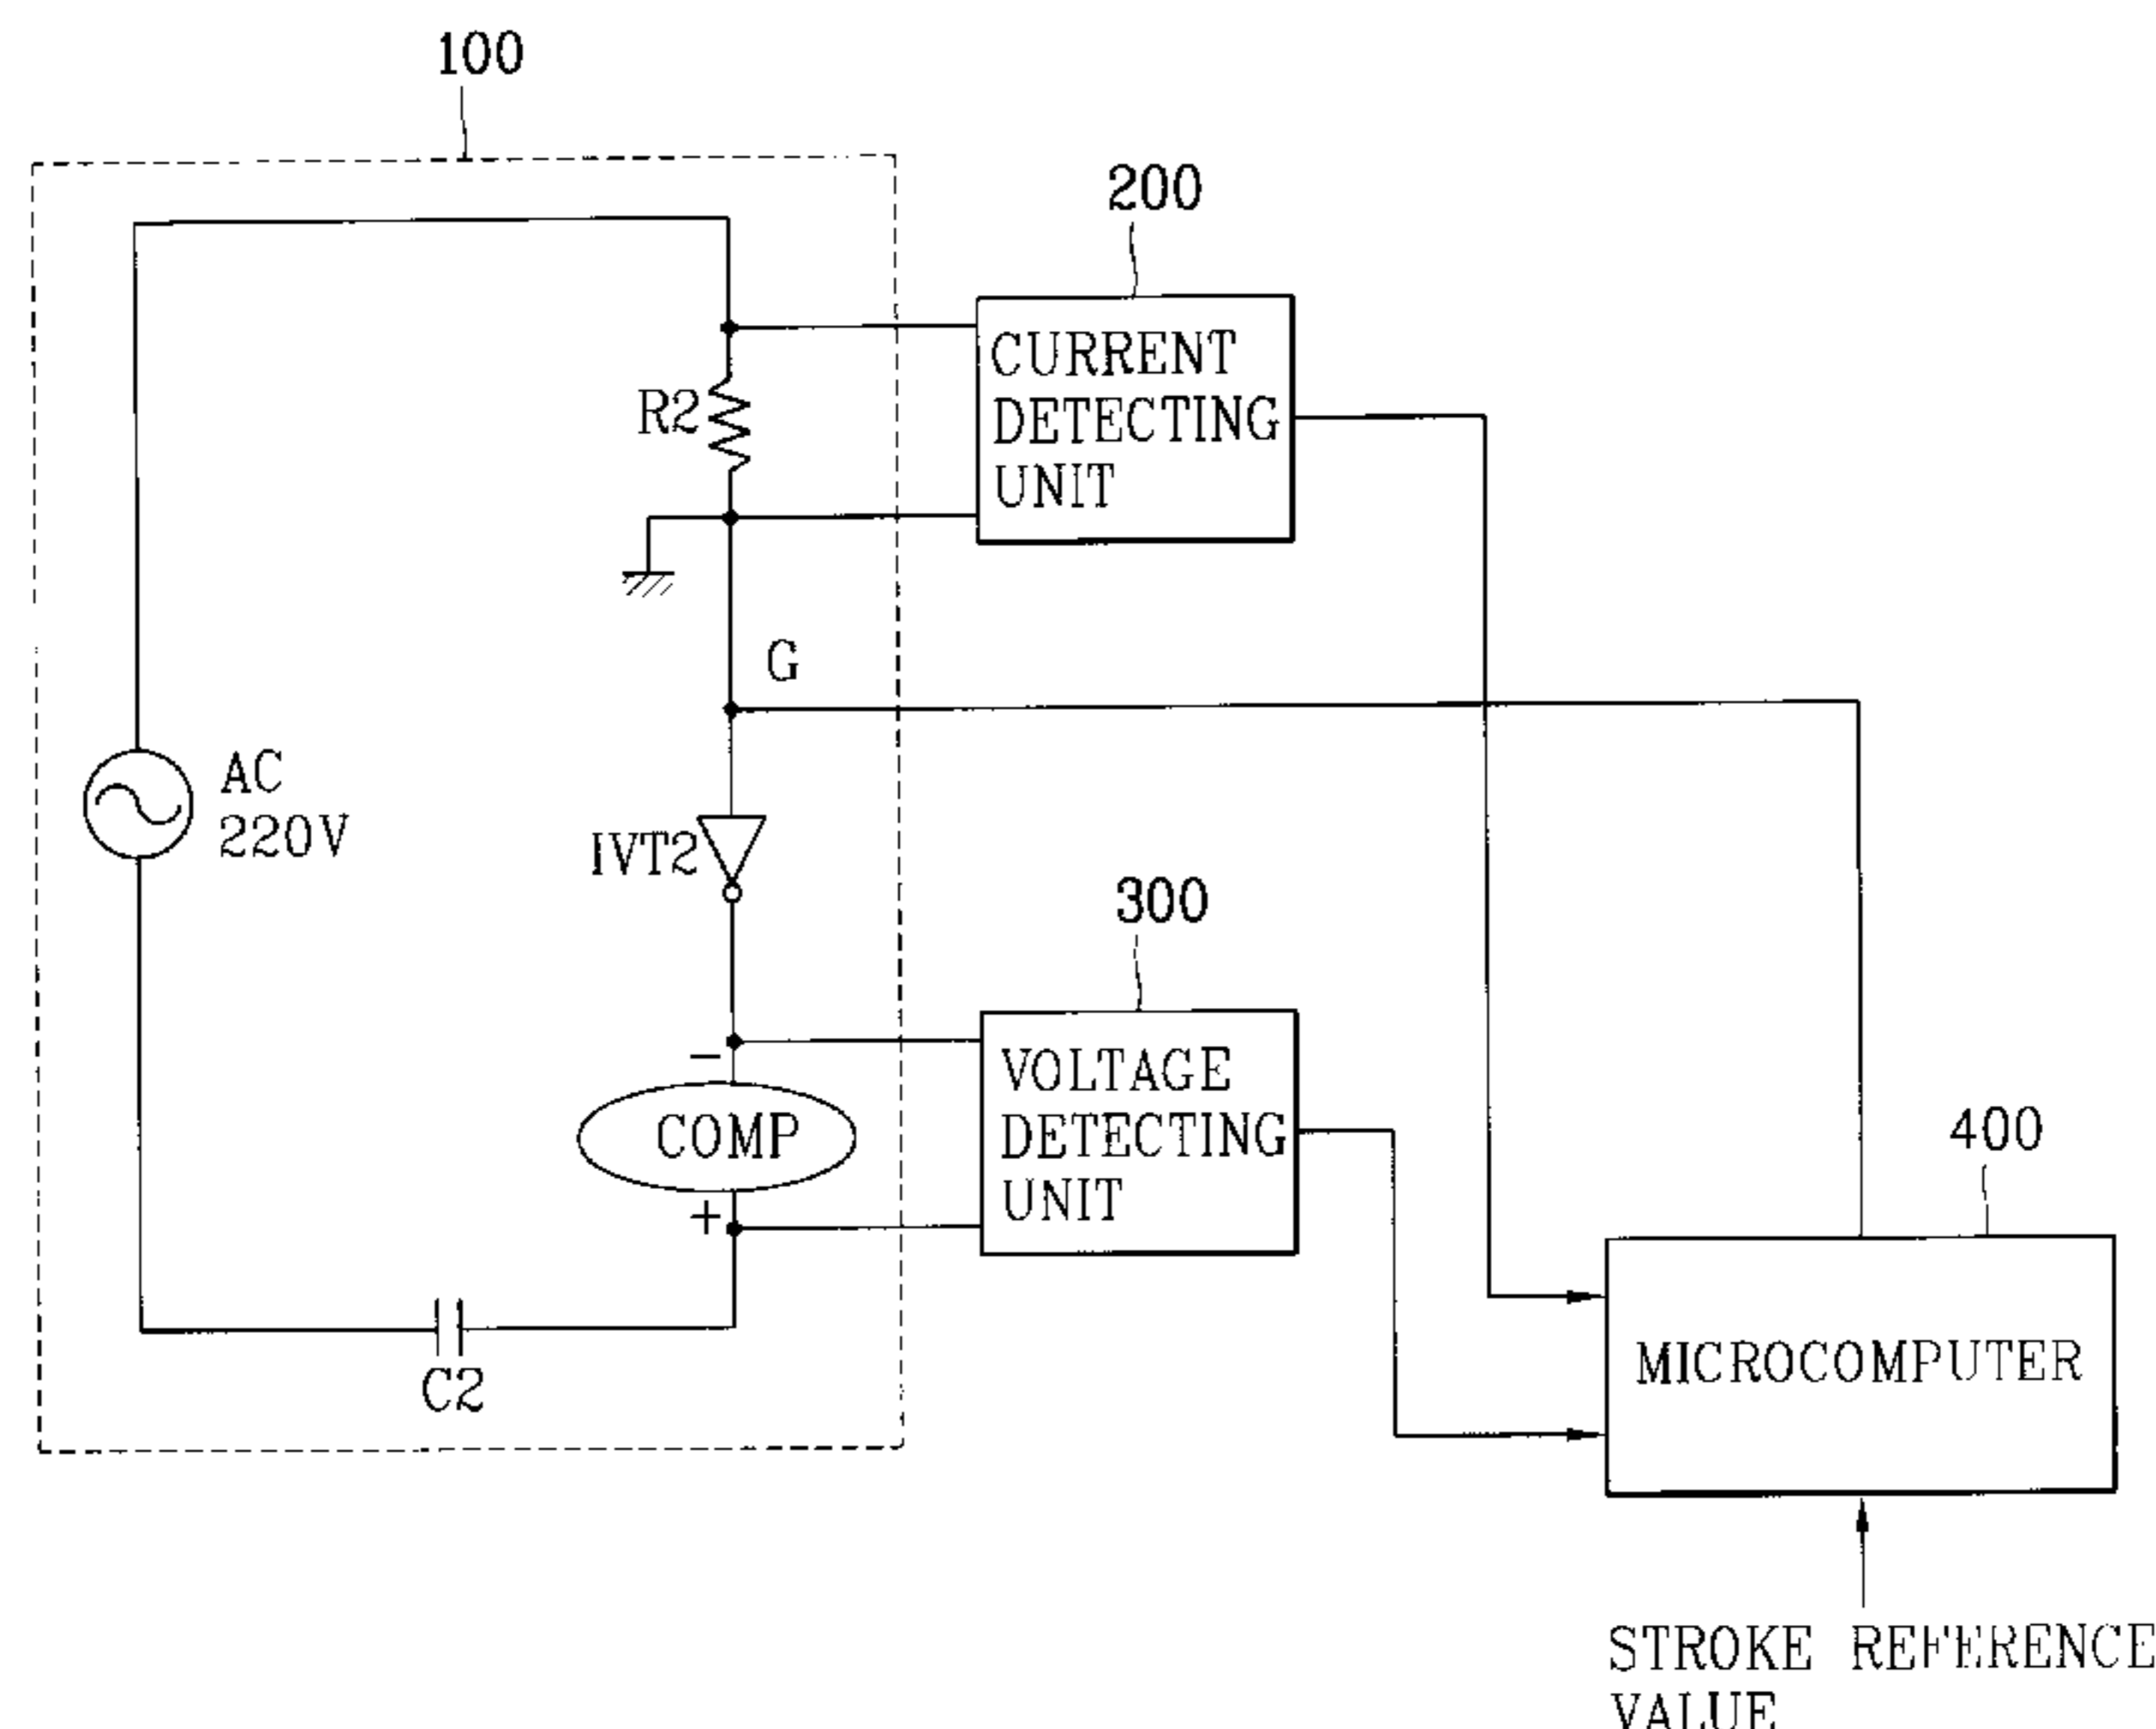 100
200
CURRENT
DETECTING
UNIT
R2
G
AC
220V
IVT2
300
VOLTAGE
DETECTING
UNIT
-
COMP
+
400
MICROCOMPUTER
C2
STROKE REFERENCE
VALUE